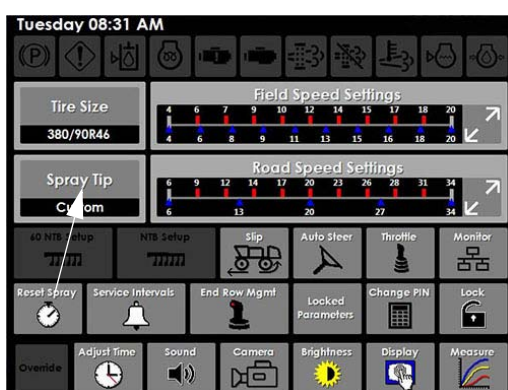 Tuesday 08:31 AM
Tire Size
380/90R46
Field Speed Settings
4 6 7 9 10 12 14 15 17 18 20
4 6 8 9 11 13 15 16 18 20
Spray Tip
Custom
Road Speed Settings
6 9 12 14 17 20 23 26 28 31 34
6 13 20 27 34
60 NTB Setup
NTB Setup
Slip
Auto Steer
Throttle
Monitor
Reset Spray
Service Intervals
End Row Mgmt
Locked
Parameters
Change PIN
Lock
Override
Adjust Time
Sound
Camera
Brightness
Display
Measure